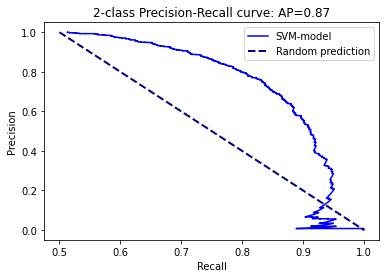 2-class Precision-Recall curve: AP=0.87
SVM-model
Random prediction
Precision
1.0
0.8
0.6
0.4
0.2
0.0
0.5
0.6
0.7
0.8
0.9
1.0
Recall